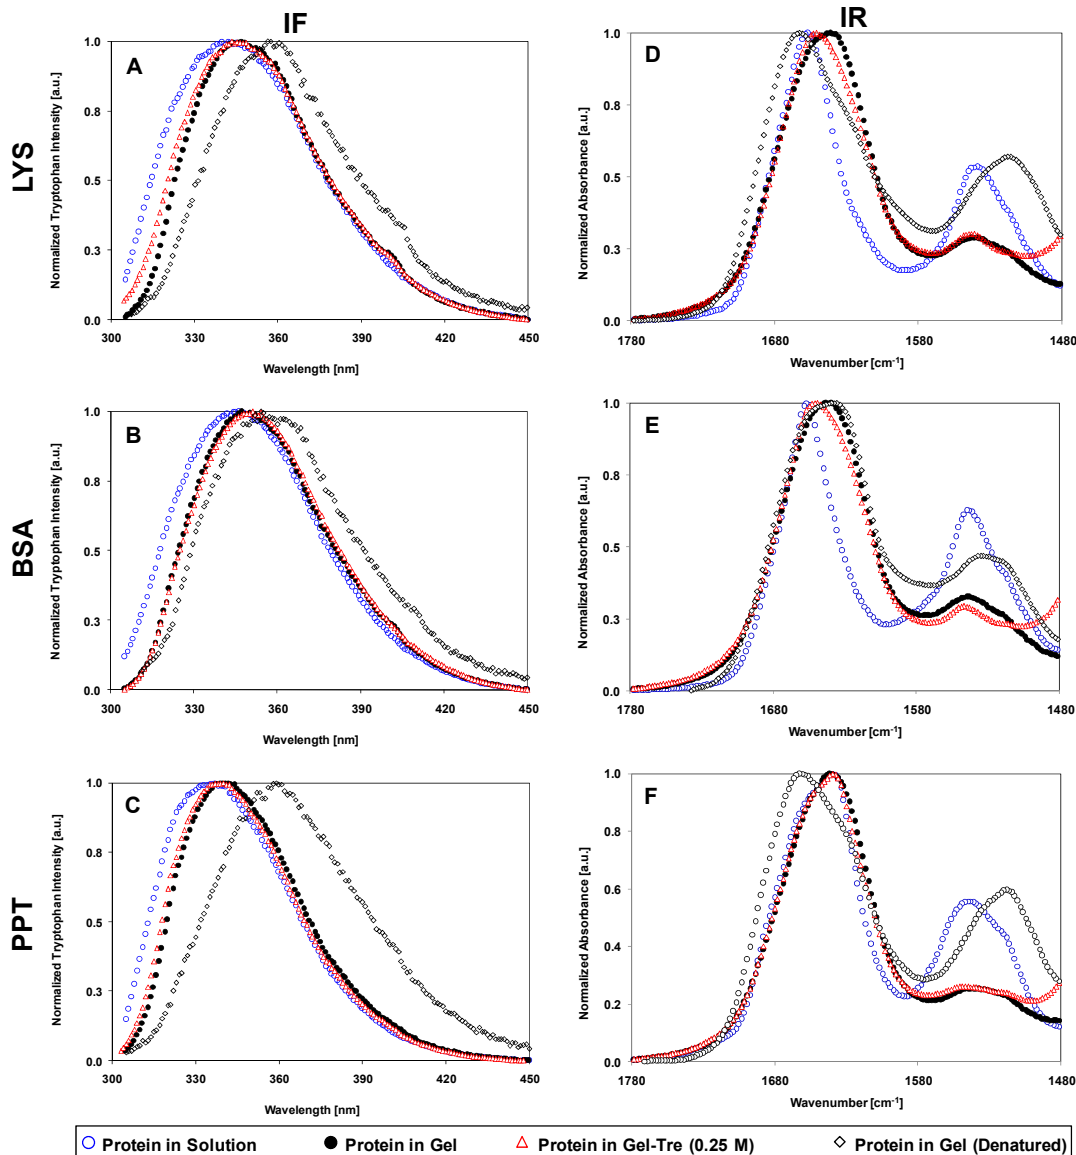 IF
IR
LYS
BSA
PPT
A
Normalized Tryptophan Intensity [a.u.]
1.0
0.8
0.5
0.3
0.0
300 330 360 390 420 450
Wavelength [nm]
D
Normalized Absorbance [a.u.]
1.0
0.8
0.5
0.3
0.0
1780 1680 1580 1480
Wavenumber [cm-1]
B
Normalized Tryptophan Intensity [a.u.]
1.0
0.8
0.5
0.3
0.0
300 330 360 390 420 450
Wavelength [nm]
E
Normalized Absorbance [a.u.]
1.0
0.8
0.5
0.3
0.0
1780 1680 1580 1480
Wavenumber [cm-1]
C
Normalized Tryptophan Intensity [a.u.]
1.0
0.8
0.5
0.3
0.0
300 330 360 390 420 450
Wavelength [nm]
F
Normalized Absorbance [a.u.]
1.0
0.8
0.6
0.4
0.2
0.0
1780 1680 1580 1480
Wavenumber [cm-1]
Protein in Solution Protein in Gel Protein in Gel-Tre (0.25 M) Protein in Gel (Denatured)